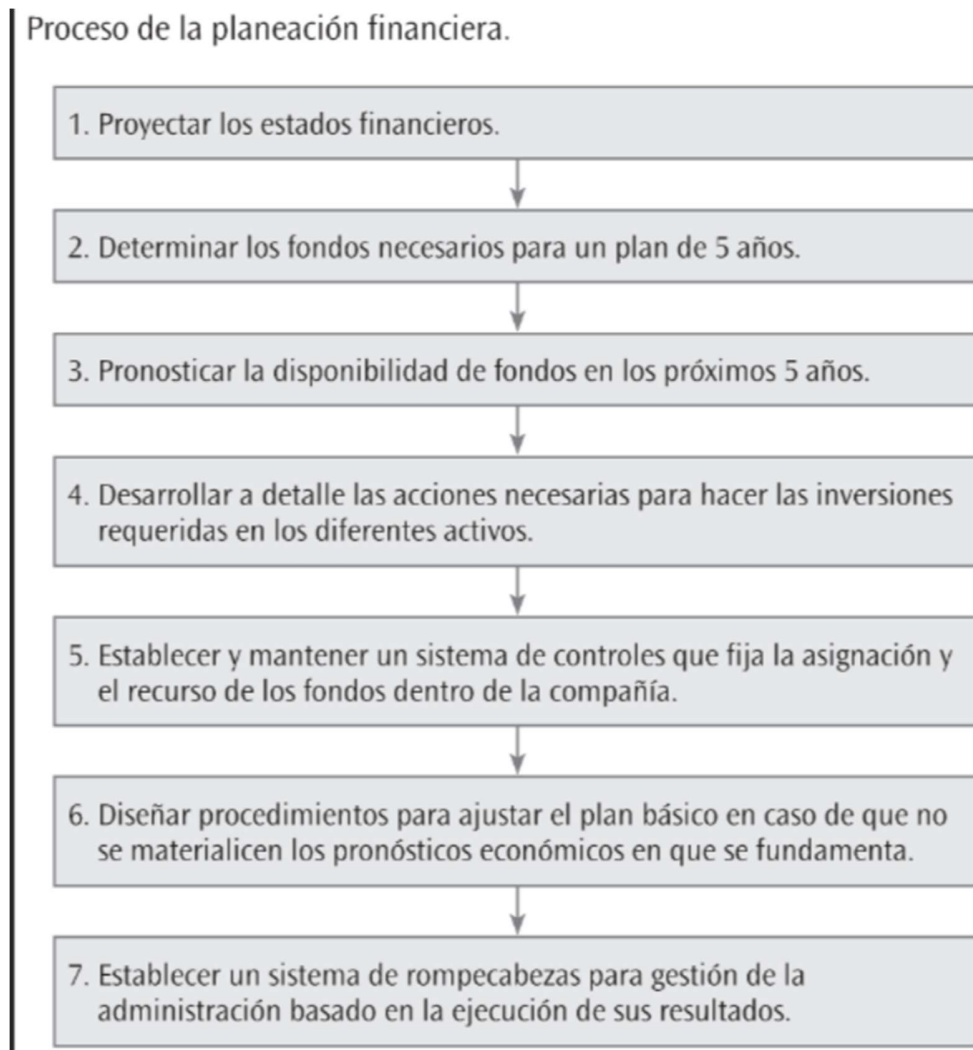 Proceso de la planeación financiera.
1. Proyectar los estados financieros.
2. Determinar los fondos necesarios para un plan de 5 años.
3. Pronosticar la disponibilidad de fondos en los próximos 5 años.
4. Desarrollar a detalle las acciones necesarias para hacer las inversiones
requeridas en los diferentes activos.
5. Establecer y mantener un sistema de controles que fija la asignación y
el recurso de los fondos dentro de la compañía.
6. Diseñar procedimientos para ajustar el plan básico en caso de que no
se materialicen los pronósticos económicos en que se fundamenta.
7. Establecer un sistema de rompecabezas para gestión de la
administración basado en la ejecución de sus resultados.